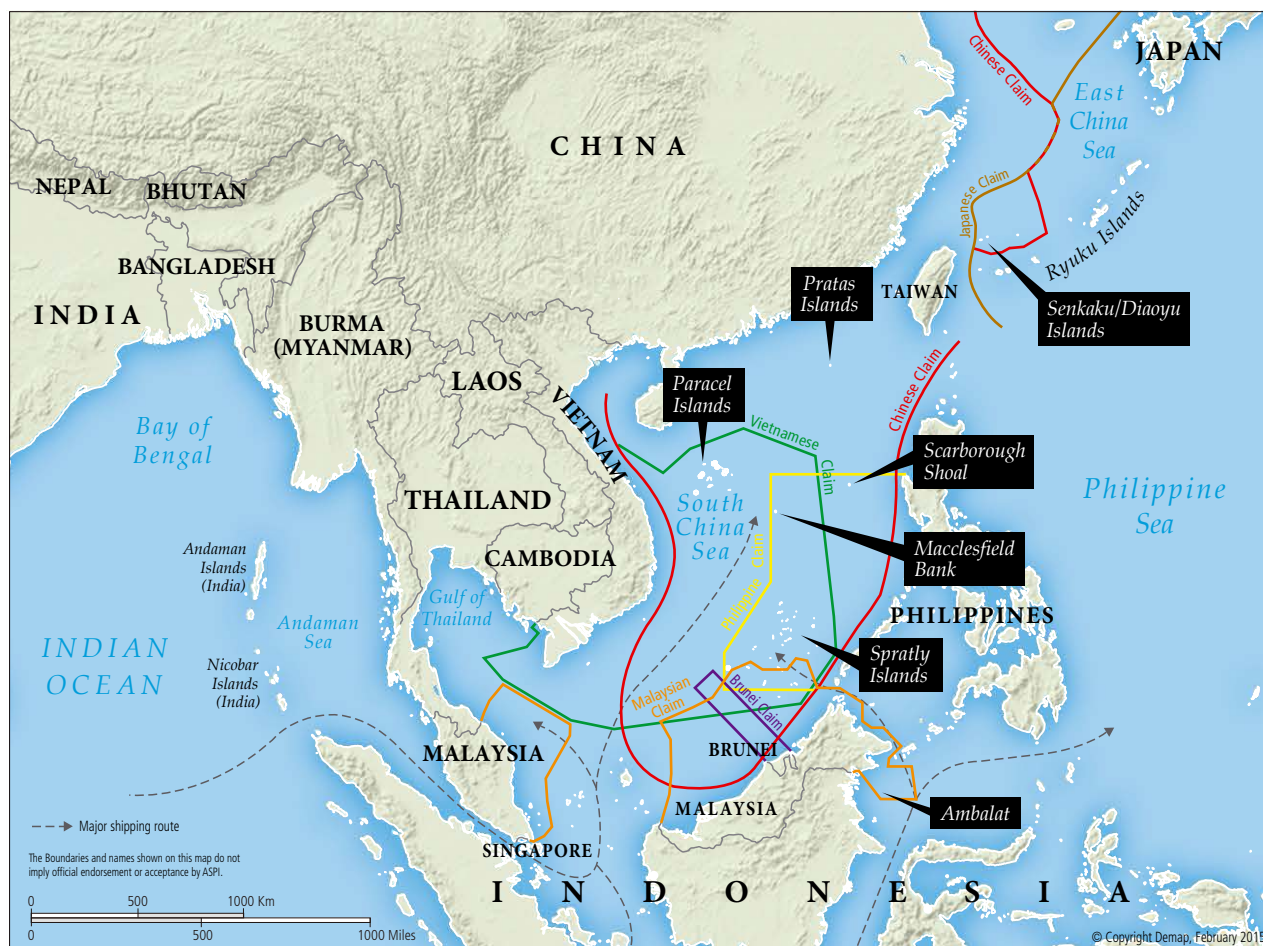 JAPAN
Chinese Claim
East
China
Sea
CHINA
NEPAL
BHUTAN
Japanese Claim
Ryuku Islands
BANGLADESH
INDIA
Pratas
Islands
TAIWAN
Senkaku/Diaoyu
Islands
BURMA
(MYANMAR)
LAOS
VIETNAM
Paracel
Islands
Chinese Claim
Bay of
Bengal
Vietnamese
Claim
Scarborough
Shoal
THAILAND
South
China
Sea
Philippine
Sea
Macclesfield
Bank
CAMBODIA
Andaman
Islands
(India)
Philippine
Claim
Gulf of
Thailand
Andaman
Sea
PHILIPPINES
INDIAN
OCEAN
Nicobar
Islands
(India)
Spratly
Islands
Malaysian
Claim
Brunei Claim
MALAYSIA
BRUNEI
MALAYSIA
Ambalat
Major shipping route
SINGAPORE
The Boundaries and names shown on this map do not
imply official endorsement or acceptance by ASPI.
INDONESIA
0 500 1000 Km
0 500 1000 Miles
© Copyright Demap, February 2015